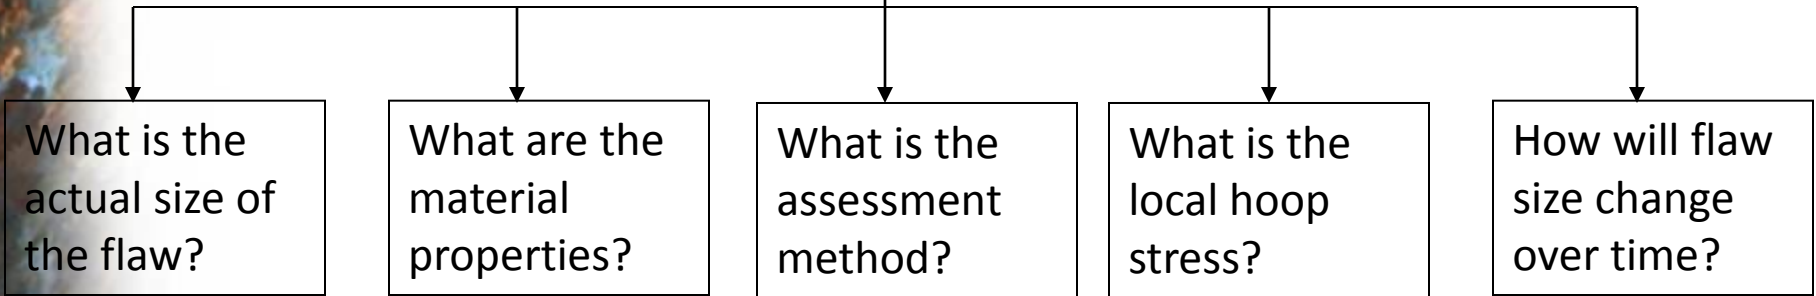 What is the
actual size of
the flaw?
What are the
material
properties?
What is the
assessment
method?
What is the
local hoop
stress?
How will flaw
size change
over time?